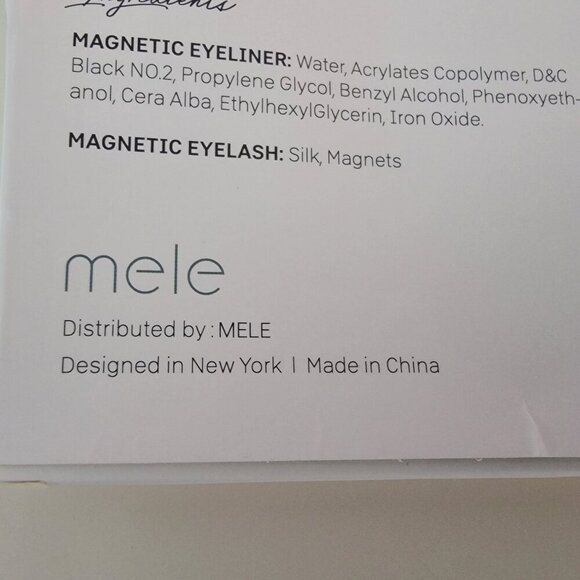 Ingredients
MAGNETIC EYELINER: Water, Acrylates Copolymer, D&C
Black NO.2, Propylene Glycol, Benzyl Alcohol, Phenoxyeth-
anol, Cera Alba, EthylhexylGlycerin, Iron Oxide.
MAGNETIC EYELASH: Silk, Magnets
mele
Distributed by : MELE
Designed in New York | Made in China